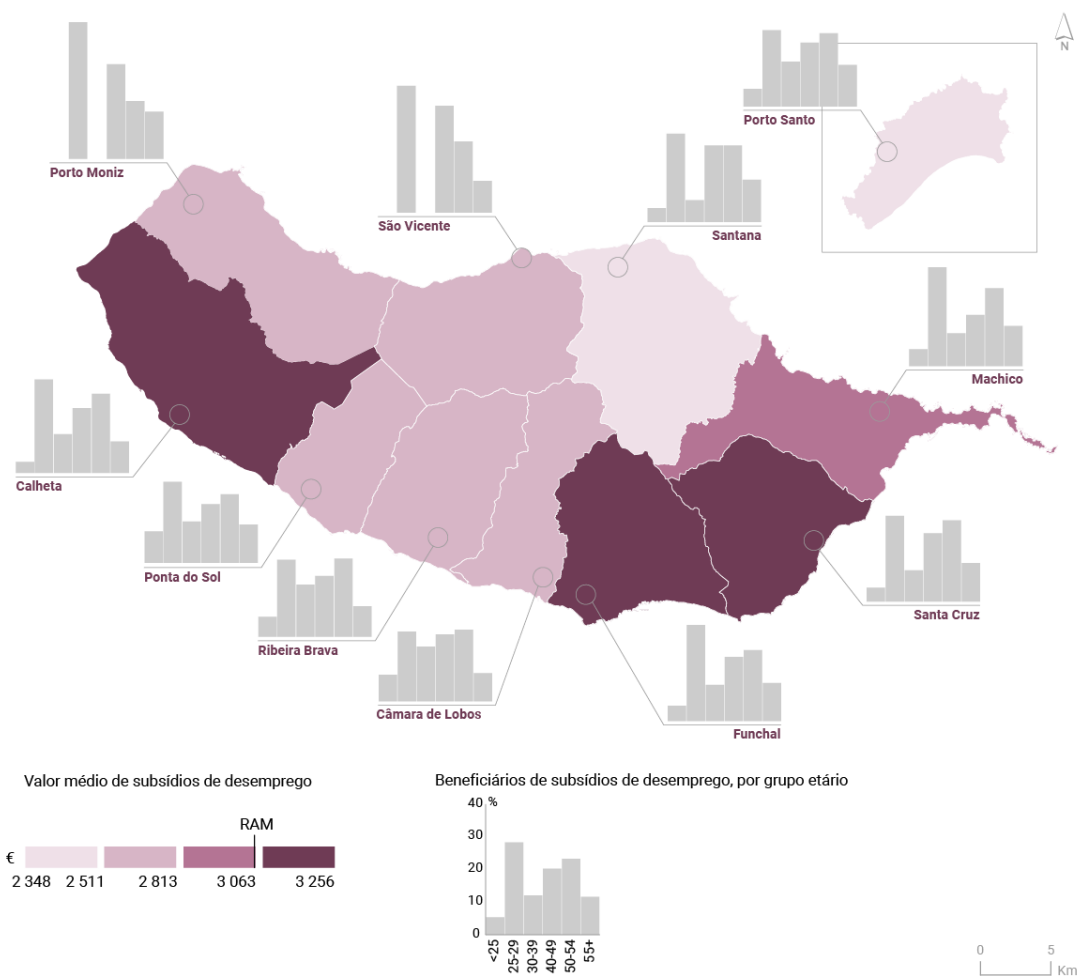 N
Porto Santo
Porto Moniz
São Vicente
Santana
Machico
Calheta
Ponta do Sol
Santa Cruz
Ribeira Brava
Câmara de Lobos
Funchal
Valor médio de subsídios de desemprego
RAM
€
2 348 2 511 2 813 3 063 3 256
Beneficiários de subsídios de desemprego, por grupo etário
40 %
30
20
10
0
<25
25-29
30-39
40-49
50-54
55+
0 5
Km